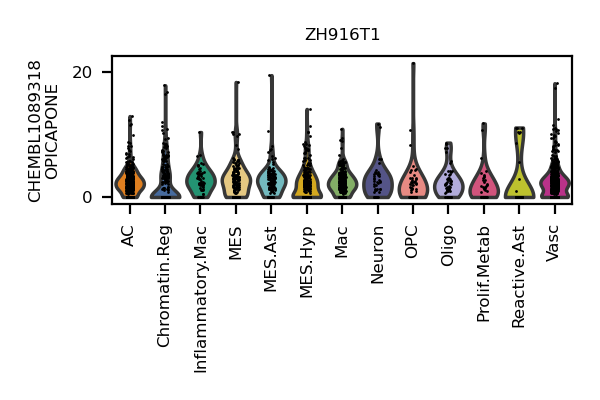 ZH916T1
CHEMBL1089318
OPICAPONE
20
0
AC
Chromatin.Reg
Inflammatory.Mac
MES
MES.Ast
MES.Hyp
Mac
Neuron
OPC
Oligo
Prolif.Metab
Reactive.Ast
Vasc